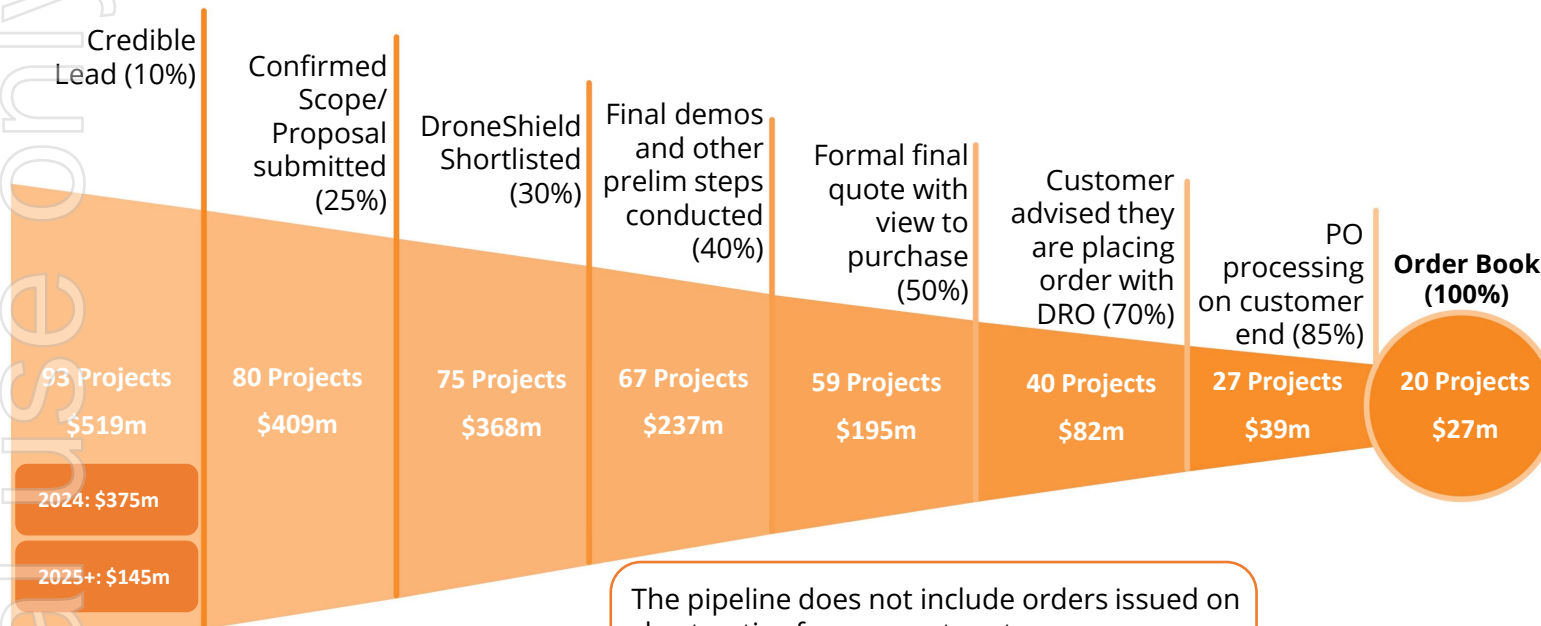 Credible
Lead (10%)
Confirmed
Scope/
Proposal
submitted
(25%)
DroneShield
Shortlisted
(30%)
Final demos
and other
prelim steps
conducted
(40%)
Formal final
quote with
view to
purchase
(50%)
Customer
advised they
are placing
order with
DRO (70%)
PO
processing
on customer
end (85%)
Order Book
(100%)
93 Projects
$519m
80 Projects
$409m
75 Projects
$368m
67 Projects
$237m
59 Projects
$195m
40 Projects
$82m
27 Projects
$39m
20 Projects
$27m
2024: $375m
2025+: $145m
The pipeline does not include orders issued on
use only